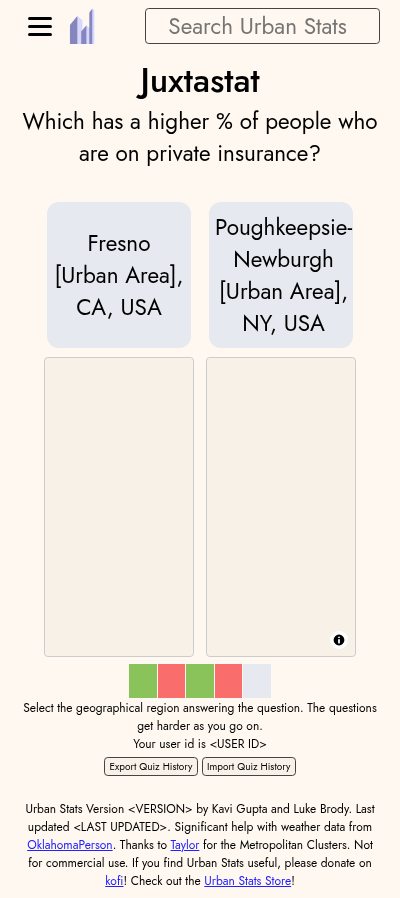 Search Urban Stats
Juxtastat
Which has a higher % of people who
are on private insurance?
Fresno
[Urban Area],
CA, USA
Poughkeepsie-
Newburgh
[Urban Area],
NY, USA
Select the geographical region answering the question. The questions
get harder as you go on.
Your user id is <USER ID>
Export Quiz History
Import Quiz History
Urban Stats Version <VERSION> by Kavi Gupta and Luke Brody. Last
updated <LAST UPDATED>. Significant help with weather data from
OklahomaPerson. Thanks to Taylor for the Metropolitan Clusters. Not
for commercial use. If you find Urban Stats useful, please donate on
kofi! Check out the Urban Stats Store!